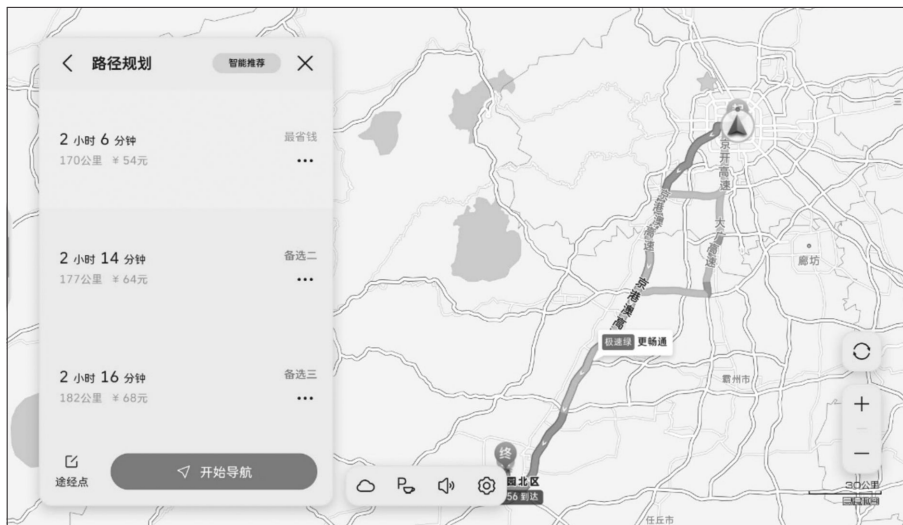 路径规划
智能推荐
2 小时 6 分钟
最省钱
170公里 ¥ 54元
2 小时 14 分钟
备选二
177公里 ¥ 64元
2 小时 16 分钟
备选三
182公里 ¥ 68元
途经点
开始导航
京开高速
京港澳高速
大广高速
廊坊
京港澳高
极速绿 更畅通
霸州市
终
园北区
56 到达
30公里
任丘市
三